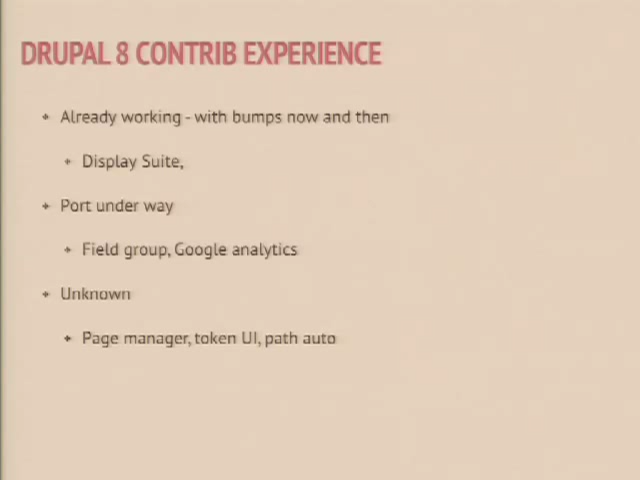 DRUPAL 8 CONTRIB EXPERIENCE
Already working - with bumps now and then
Display Suite,
Port under way
Field group, Google analytics
Unknown
Page manager, token UI, path auto